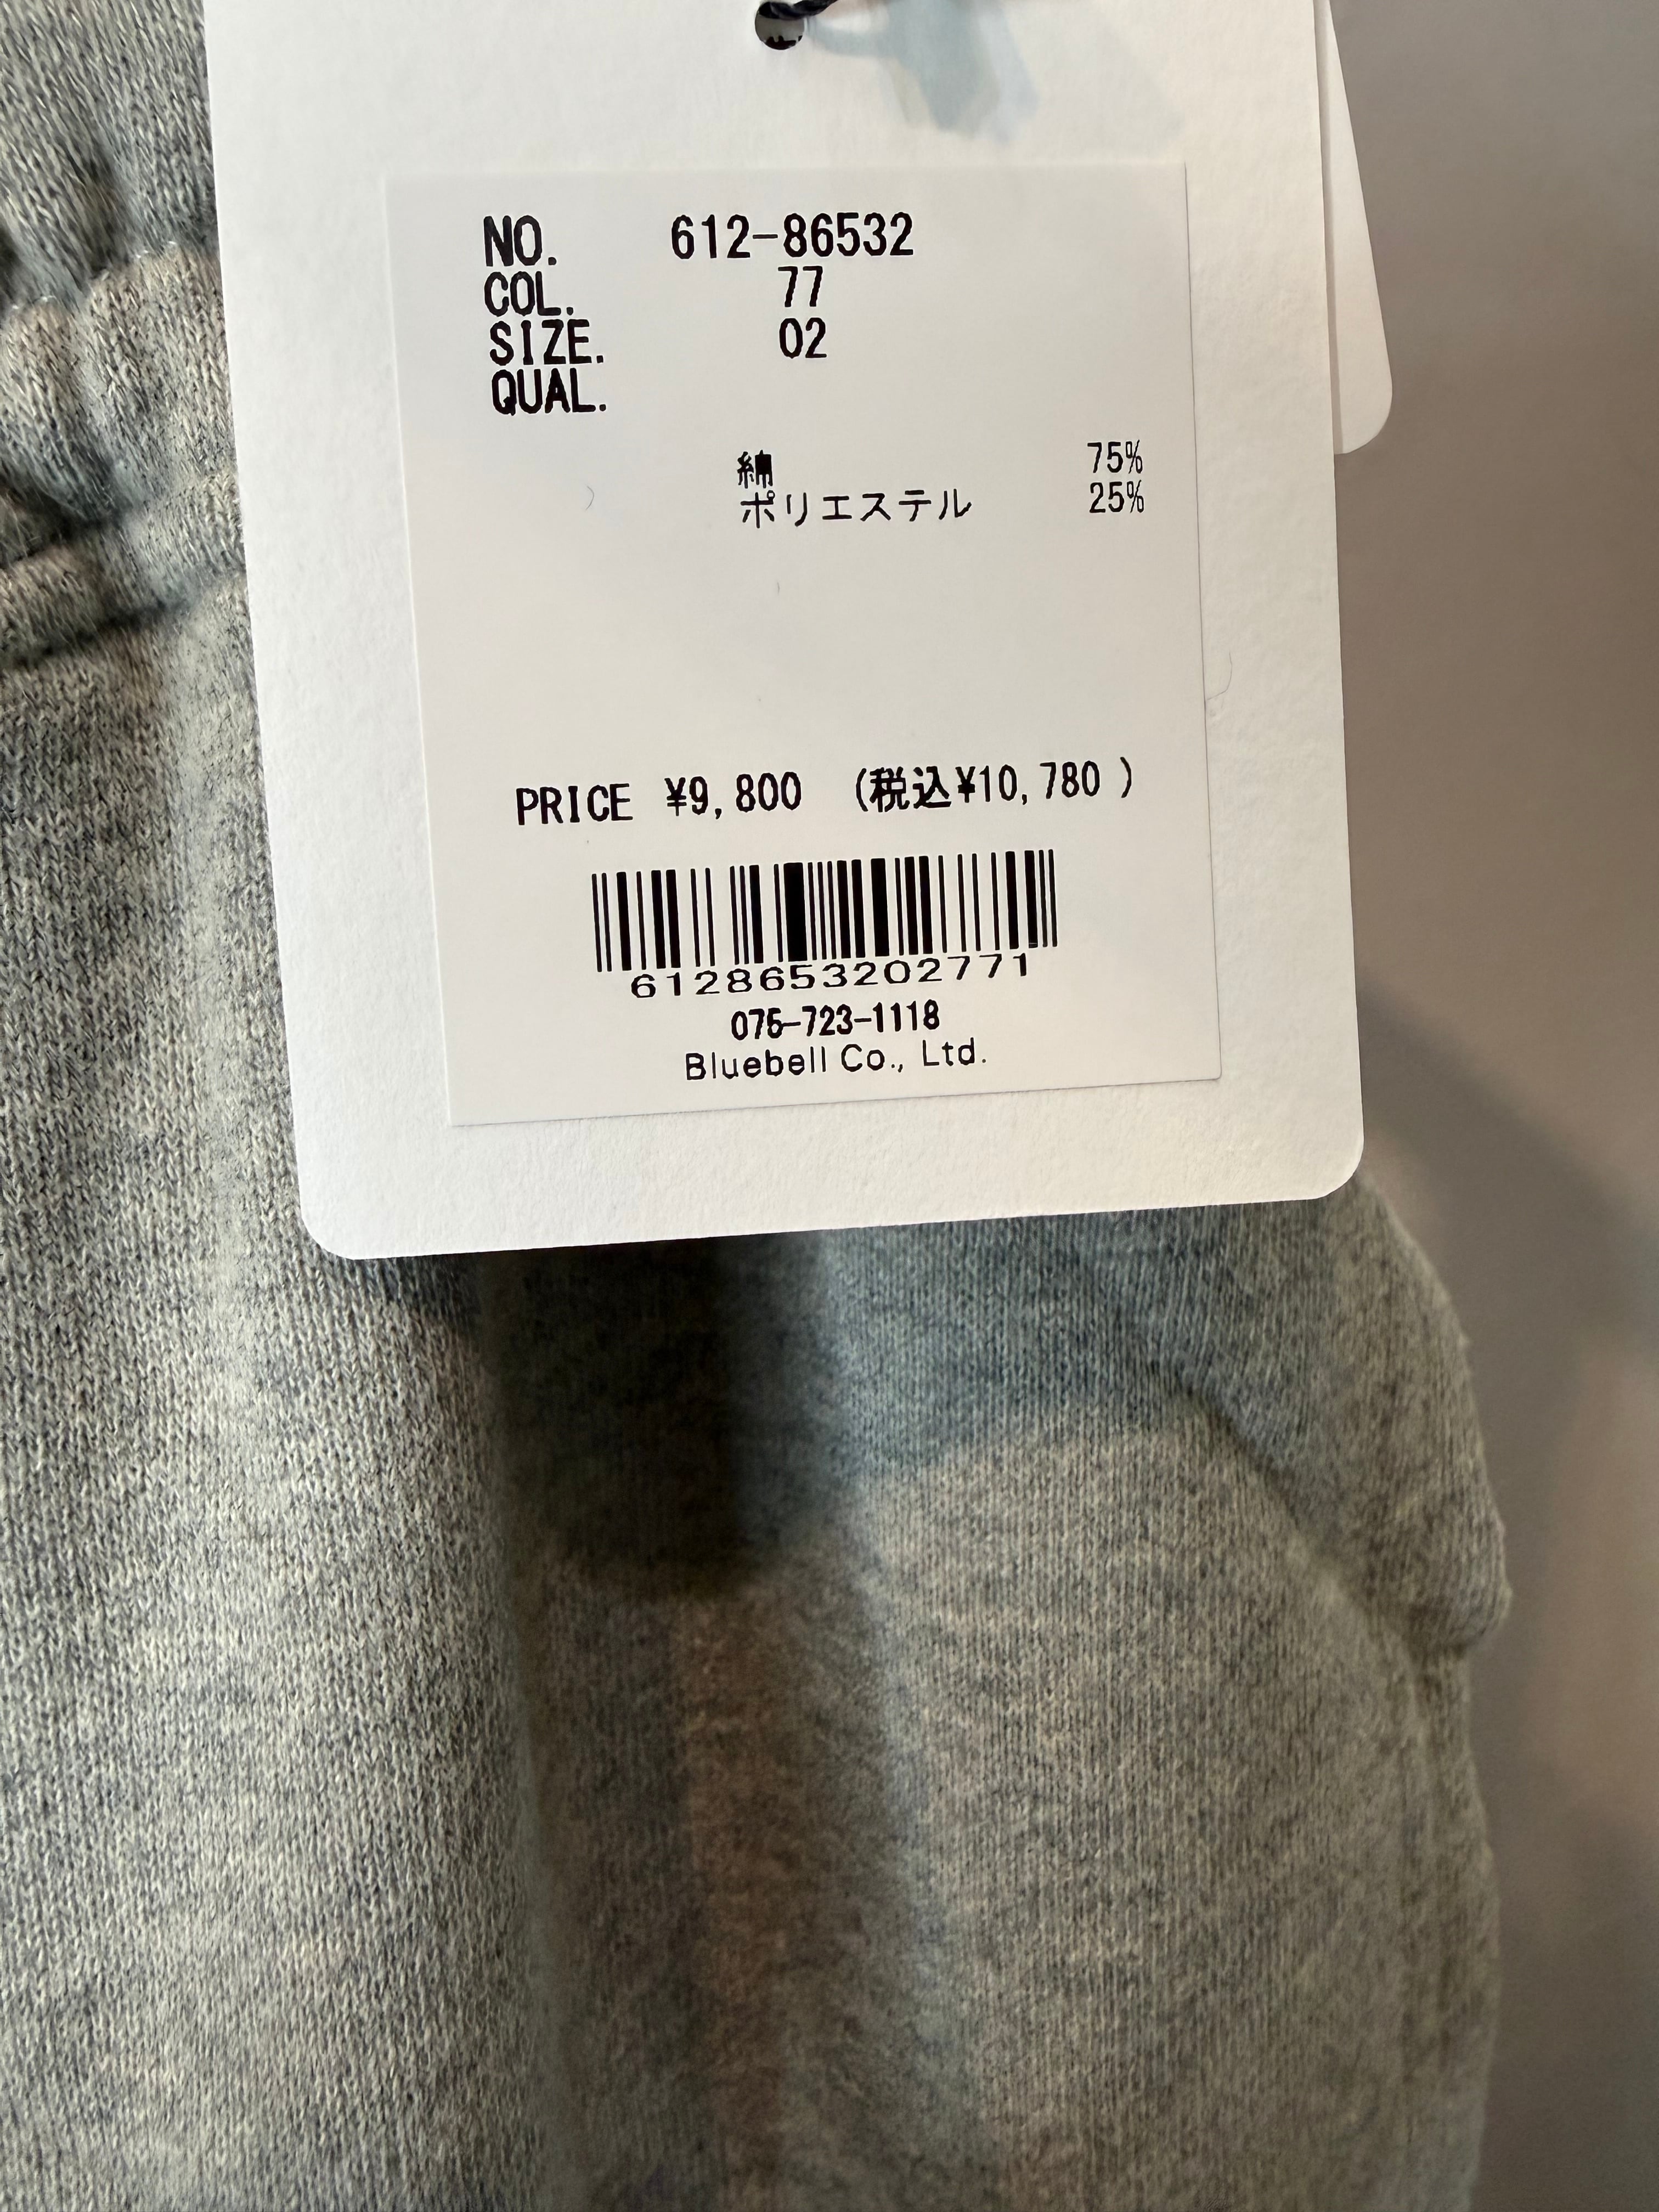 NO. 612-86532
COL. 77
SIZE. 02
QUAL.
綿 75%
ポリエステル 25%
PRICE ¥9,800 (税込¥10,780 )
6128653202771
075-723-1118
Bluebell Co., Ltd.